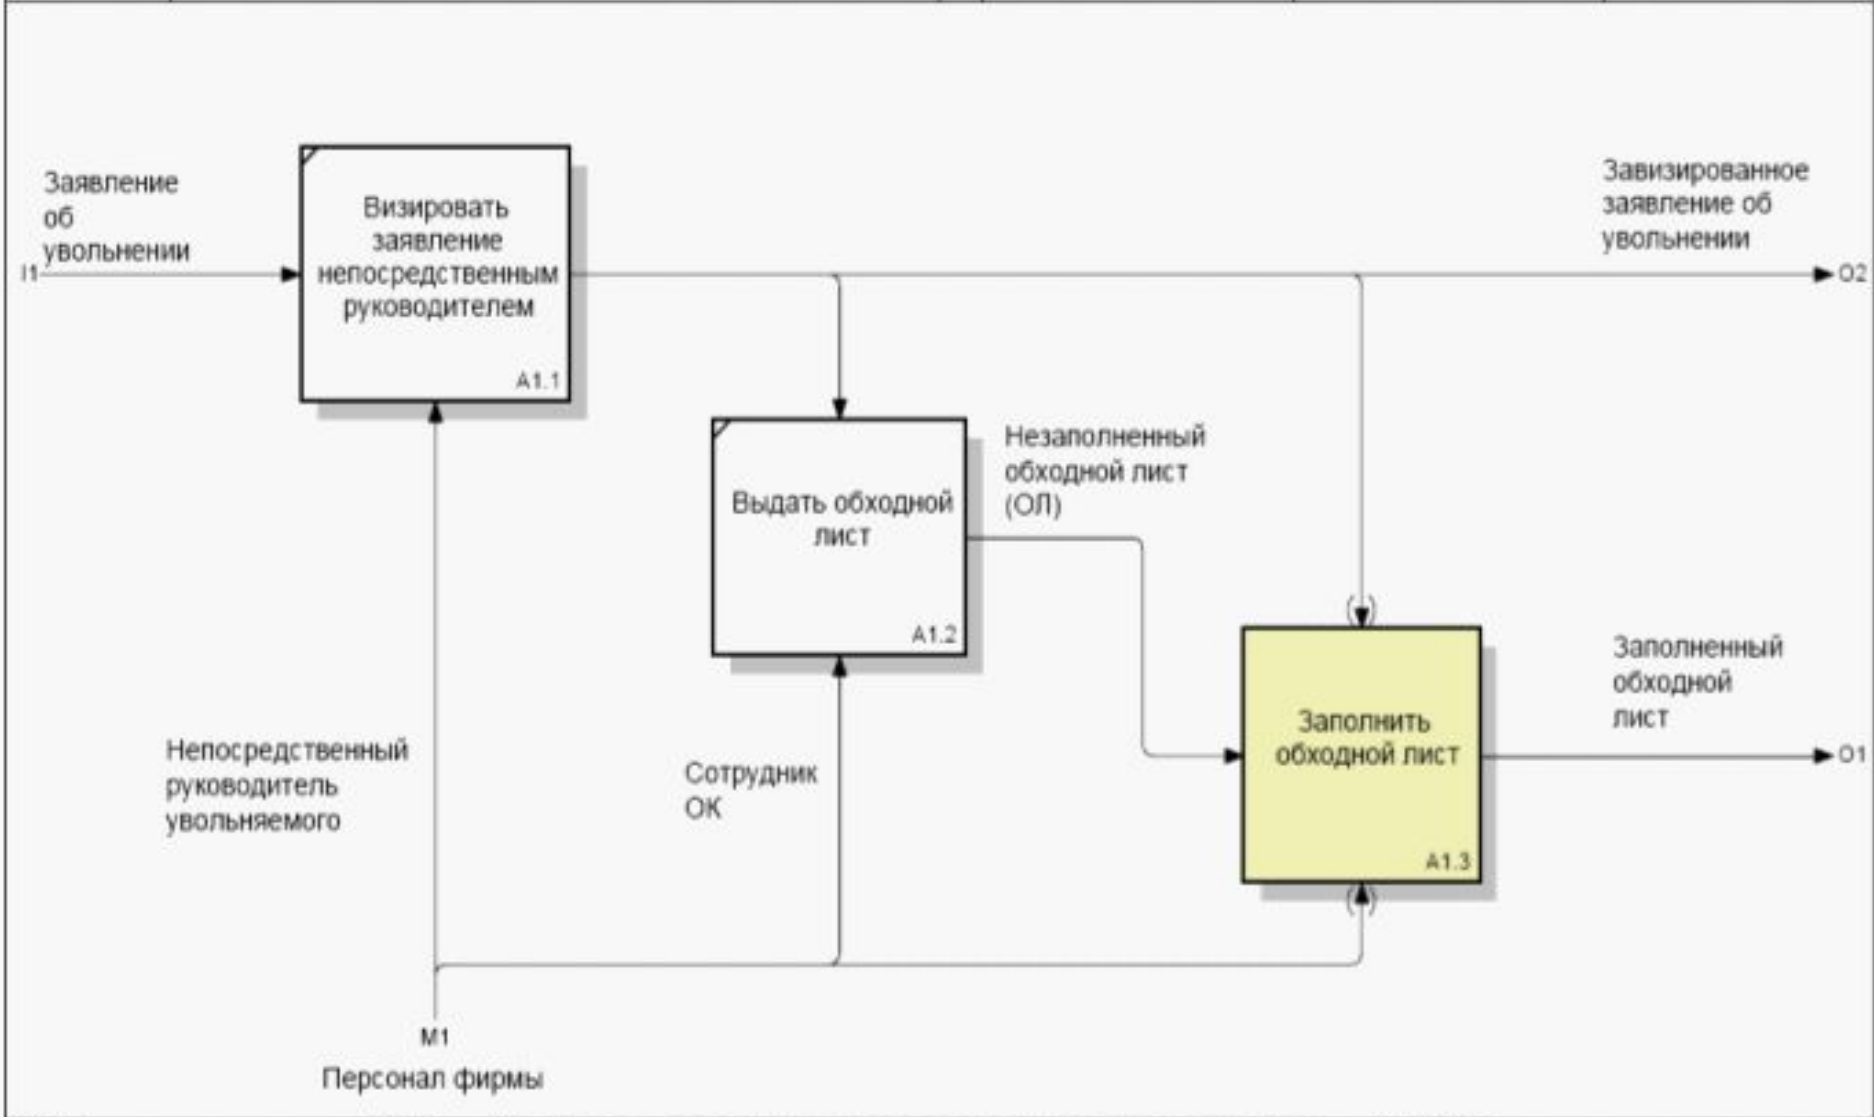 Заявление
об
увольнении
I1
Визировать
заявление
непосредственным
руководителем
A1.1
Завизированное
заявление об
увольнении
O2
Выдать обходной
лист
A1.2
Незаполненный
обходной лист
(ОЛ)
Заполнить
обходной лист
A1.3
Заполненный
обходной
лист
O1
Непосредственный
руководитель
увольняемого
Сотрудник
ОК
M1
Персонал фирмы